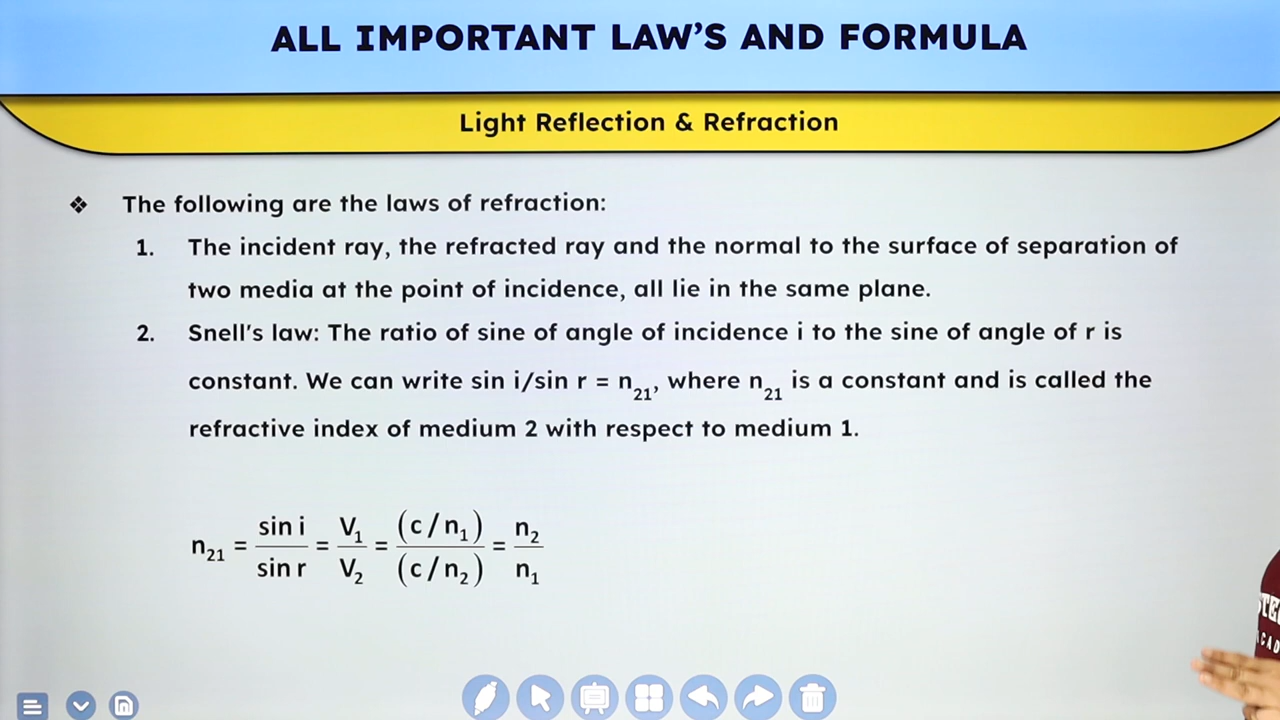 ALL IMPORTANT LAW’S AND FORMULA
Light Reflection & Refraction
❖ The following are the laws of refraction:
1. The incident ray, the refracted ray and the normal to the surface of separation of
two media at the point of incidence, all lie in the same plane.
2. Snell's law: The ratio of sine of angle of incidence i to the sine of angle of r is
constant. We can write sin i/sin r = n₂₁, where n₂₁ is a constant and is called the
refractive index of medium 2 with respect to medium 1.
n₂₁ = sin i / sin r = V₁ / V₂ = (c/n₁) / (c/n₂) = n₂ / n₁